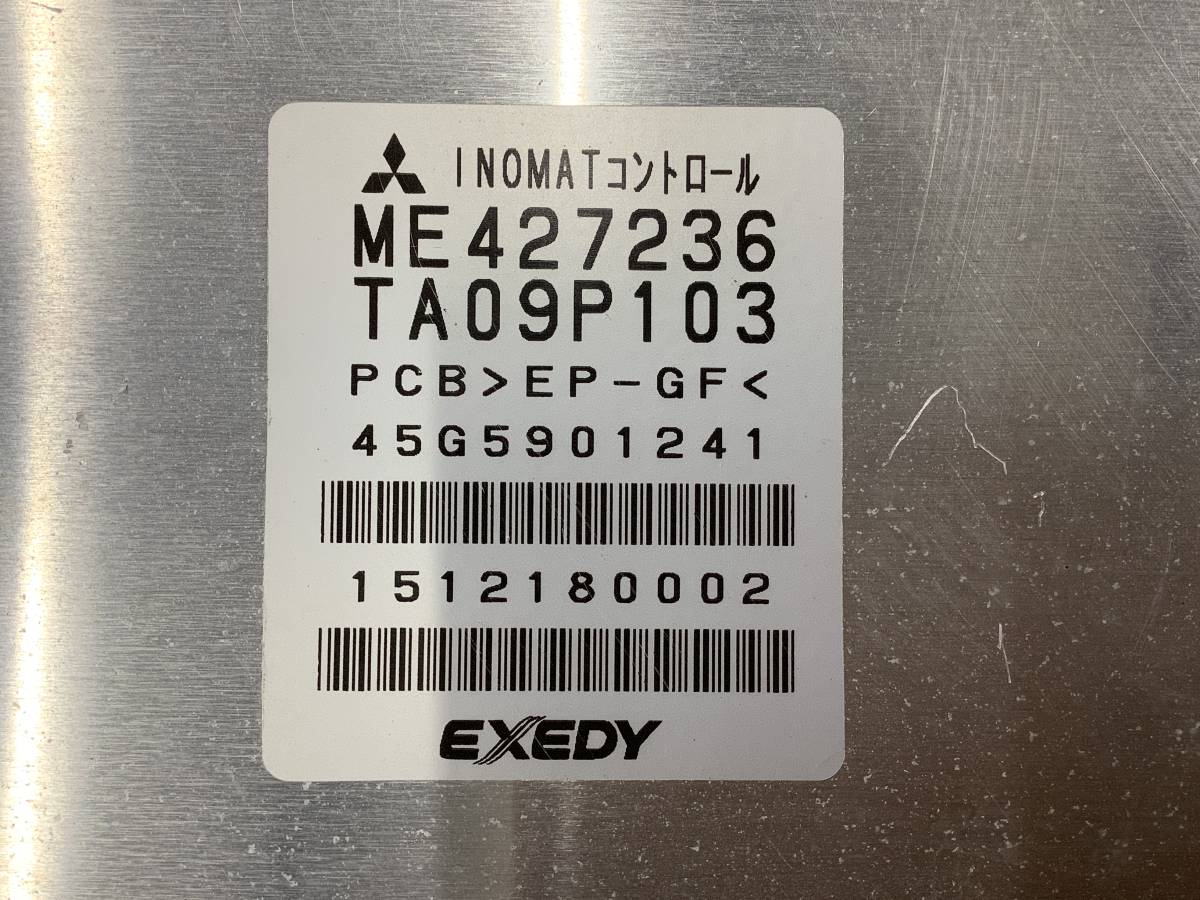 INOMATコントロール
ME427236
TA09P103
PCB>EP-GF<
45G5901241
1512180002
EXEDY